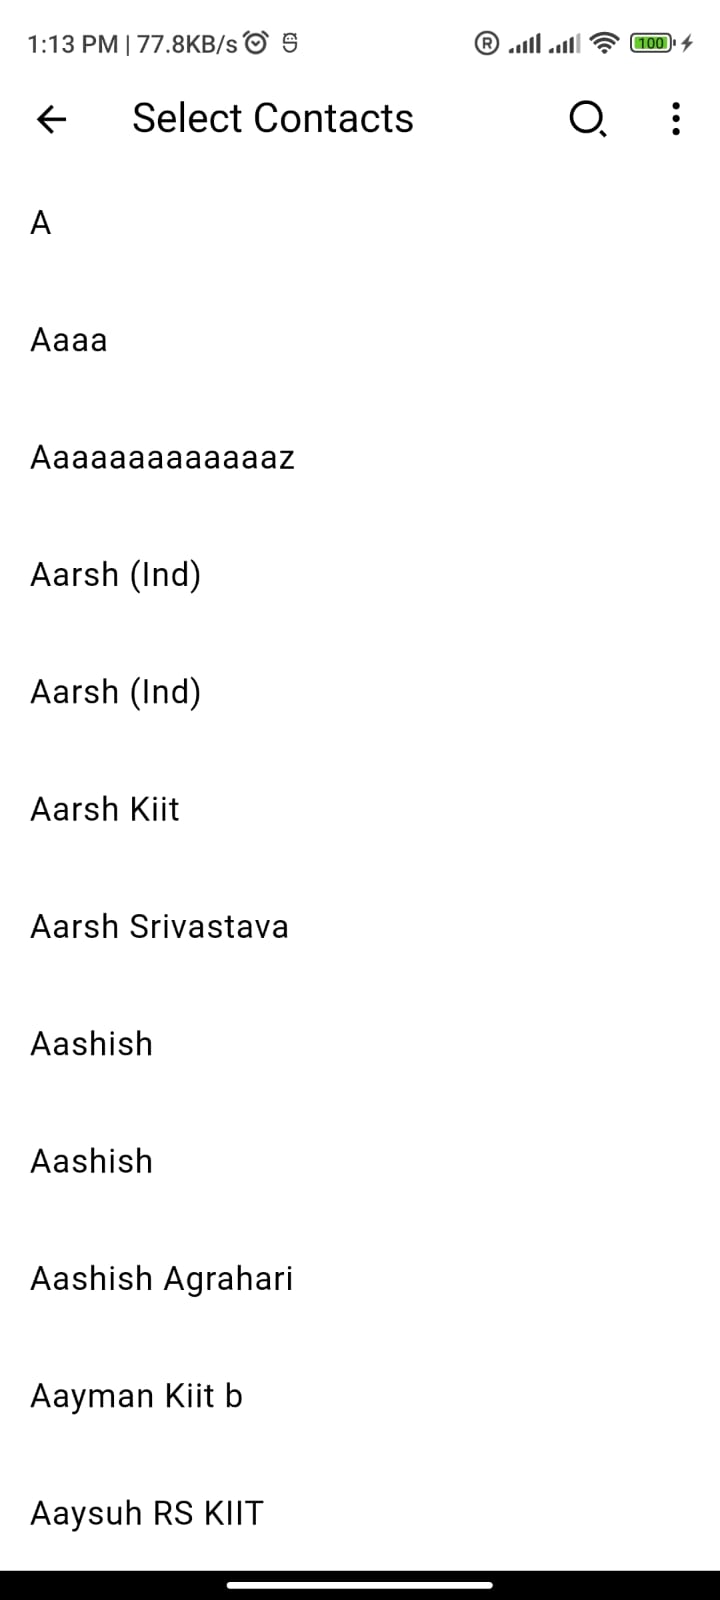 1:13 PM | 77.8KB/s
R 100
Select Contacts
A
Aaaa
Aaaaaaaaaaaaaaz
Aarsh (Ind)
Aarsh (Ind)
Aarsh Kiit
Aarsh Srivastava
Aashish
Aashish
Aashish Agrahari
Aayman Kiit b
Aaysuh RS KIIT